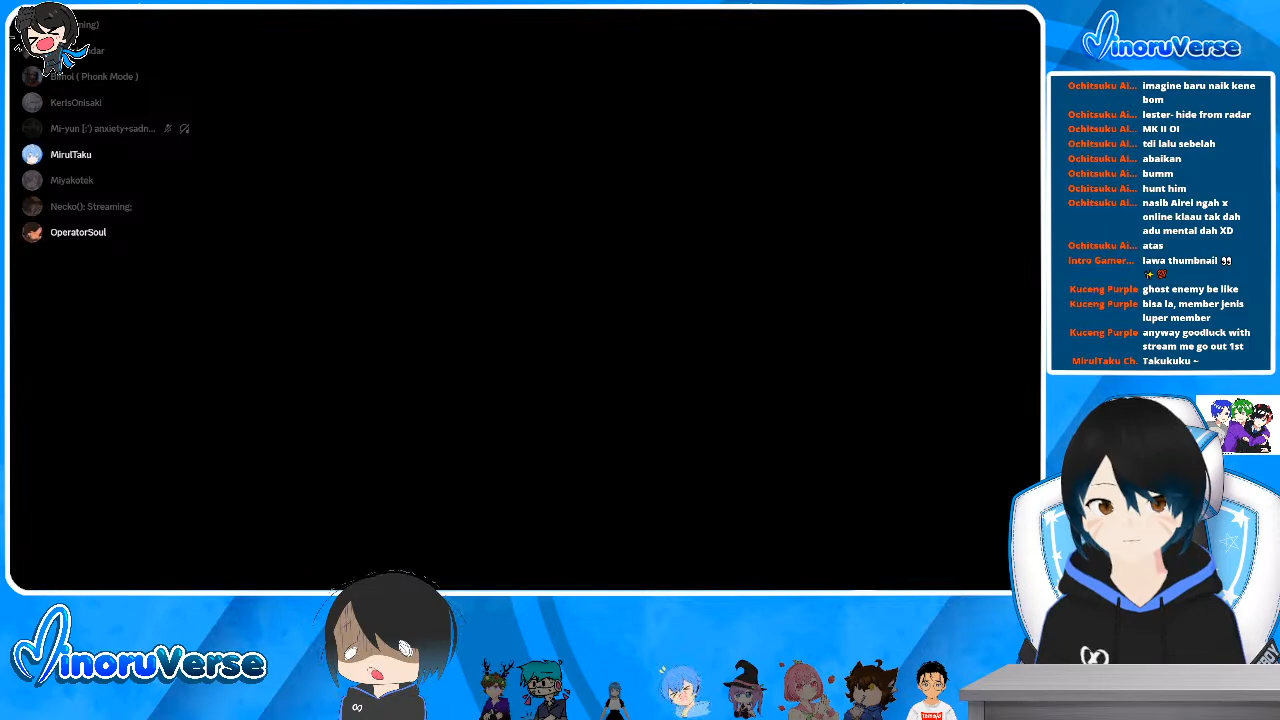 ning)
dar
Bimoi ( Phonk Mode )
KerisOnisaki
Mi-yun [:') anxiety+sadn...
MirulTaku
Miyakotek
Necko(): Streaming;
OperatorSoul
inoruVerse
Ochitsuku Ai... imagine baru naik kene
bom
Ochitsuku Ai... lester- hide from radar
Ochitsuku Ai... MK II OI
Ochitsuku Ai... tdi lalu sebelah
Ochitsuku Ai... abaikan
Ochitsuku Ai... bumm
Ochitsuku Ai... hunt him
Ochitsuku Ai... nasib Airel ngah x
online klaau tak dah
adu mental dah XD
Ochitsuku Ai... atas
Intro Gamer... lawa thumbnail 👀
✨ 💯
Kuceng Purple ghost enemy be like
Kuceng Purple bisa la, member jenis
luper member
Kuceng Purple anyway goodluck with
stream me go out 1st
MirulTaku Ch. Takukuku ~
MinoruVerse